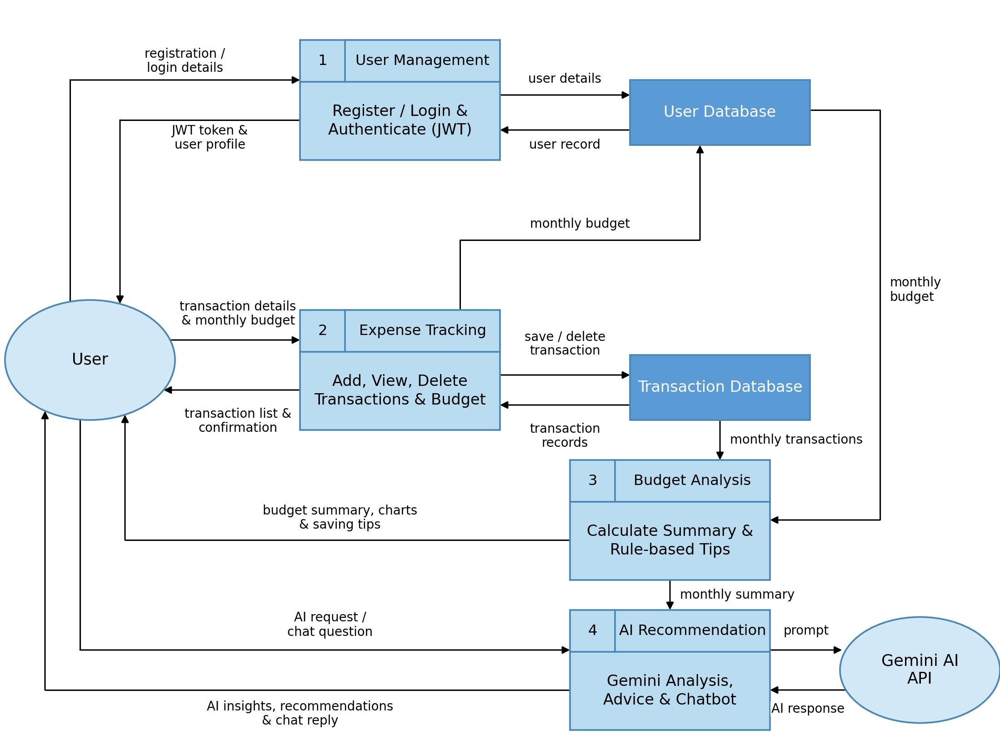 registration /
login details
1
User Management
Register / Login &
Authenticate (JWT)
user details
User Database
user record
JWT token &
user profile
monthly budget
monthly
budget
transaction details
& monthly budget
2
Expense Tracking
Add, View, Delete
Transactions & Budget
save / delete
transaction
Transaction Database
User
transaction list &
confirmation
transaction
records
monthly transactions
3
Budget Analysis
Calculate Summary &
Rule-based Tips
budget summary, charts
& saving tips
monthly summary
AI request /
chat question
4
AI Recommendation
Gemini Analysis,
Advice & Chatbot
prompt
Gemini AI
API
AI response
AI insights, recommendations
& chat reply